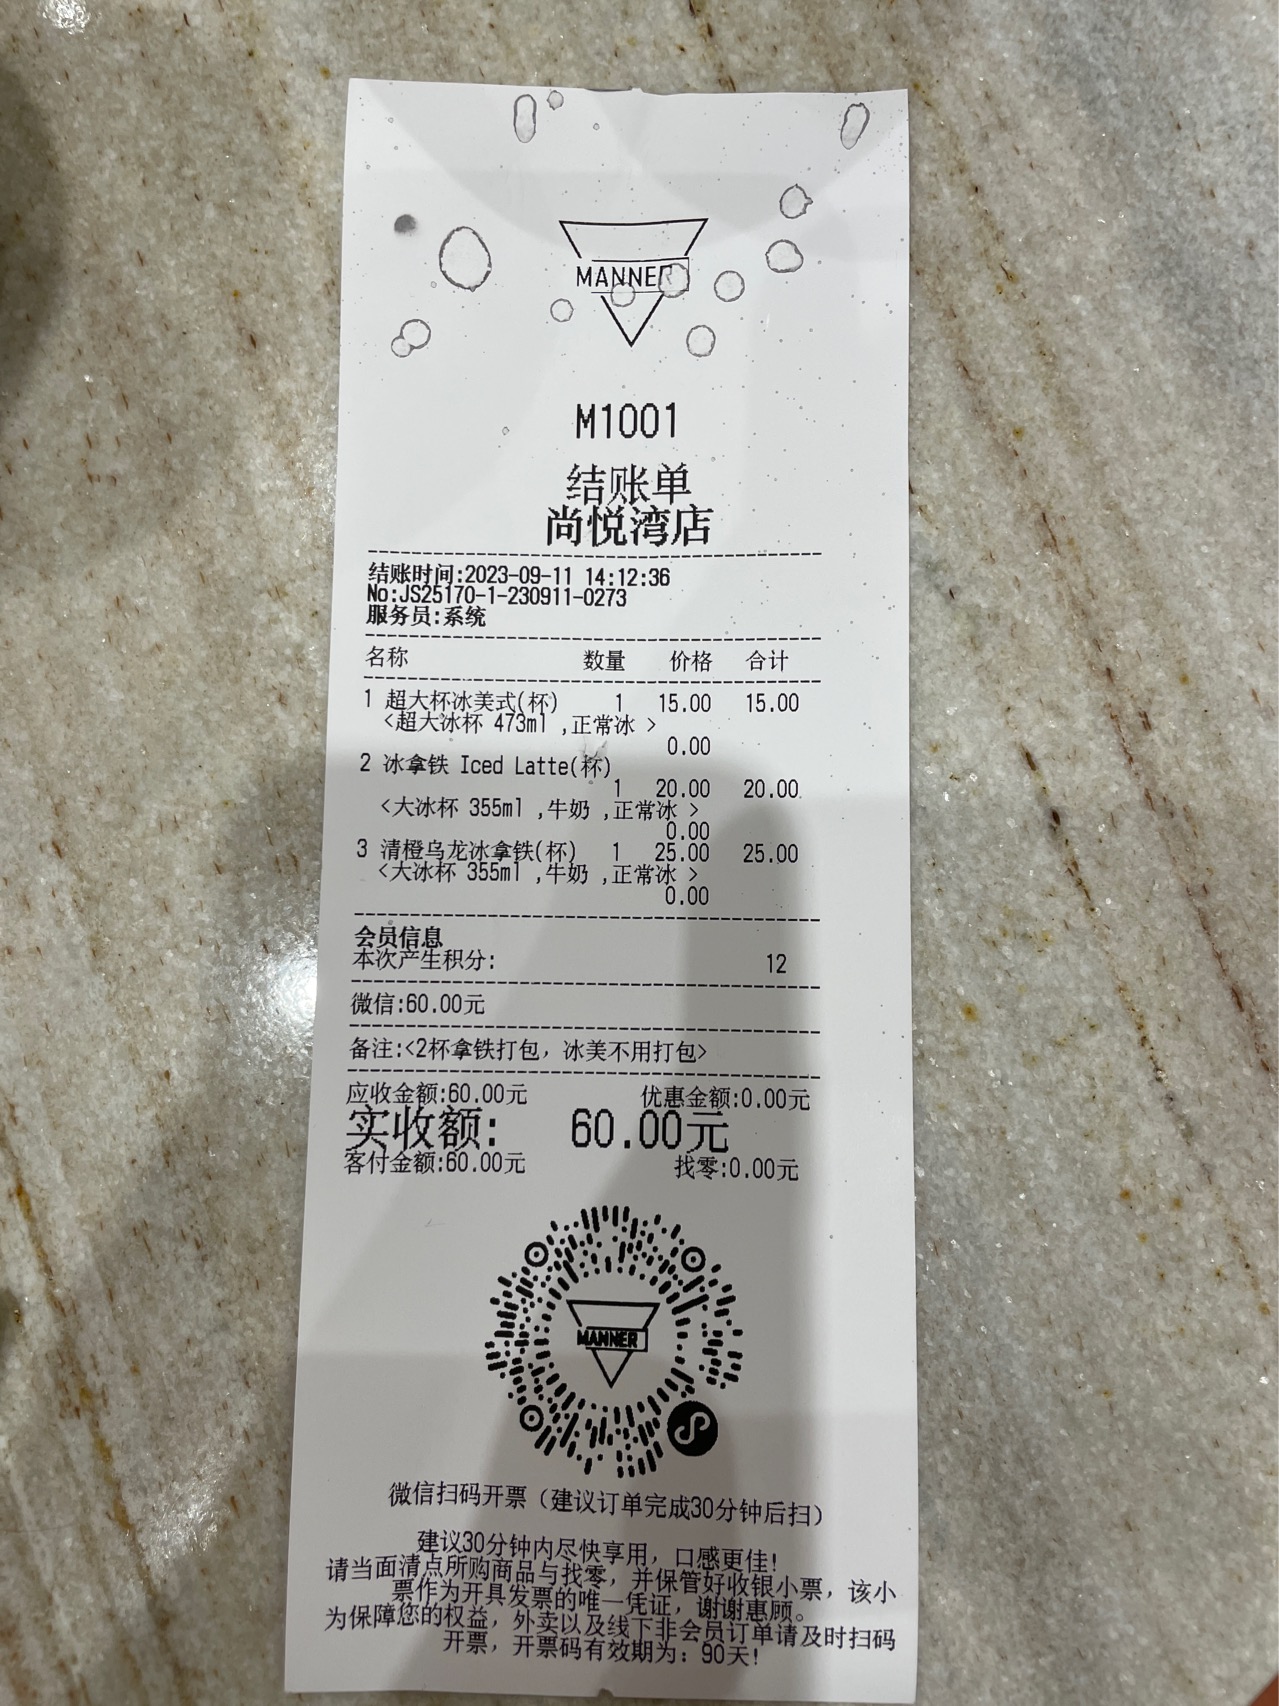 MANNER
M1001
结账单
尚悦湾店
结账时间:2023-09-11 14:12:36
No:JS25170-1-230911-0273
服务员:系统
名称 数量 价格 合计
1 超大杯冰美式(杯) 1 15.00 15.00
<超大冰杯 473ml ,正常冰 >
0.00
2 冰拿铁 Iced Latte(杯)
1 20.00 20.00
<大冰杯 355ml ,牛奶 ,正常冰 >
0.00
3 清橙乌龙冰拿铁(杯) 1 25.00 25.00
<大冰杯 355ml ,牛奶 ,正常冰 >
0.00
会员信息
本次产生积分: 12
微信:60.00元
备注:<2杯拿铁打包，冰美不用打包>
应收金额:60.00元 优惠金额:0.00元
实收额: 60.00元
客付金额:60.00元 找零:0.00元
MANNER
微信扫码开票（建议订单完成30分钟后扫）
建议30分钟内尽快享用，口感更佳!
请当面清点所购商品与找零，并保管好收银小票，该小
票作为开具发票的唯一凭证，谢谢惠顾。
为保障您的权益，外卖以及线下非会员订单请及时扫码
开票，开票码有效期为：90天!